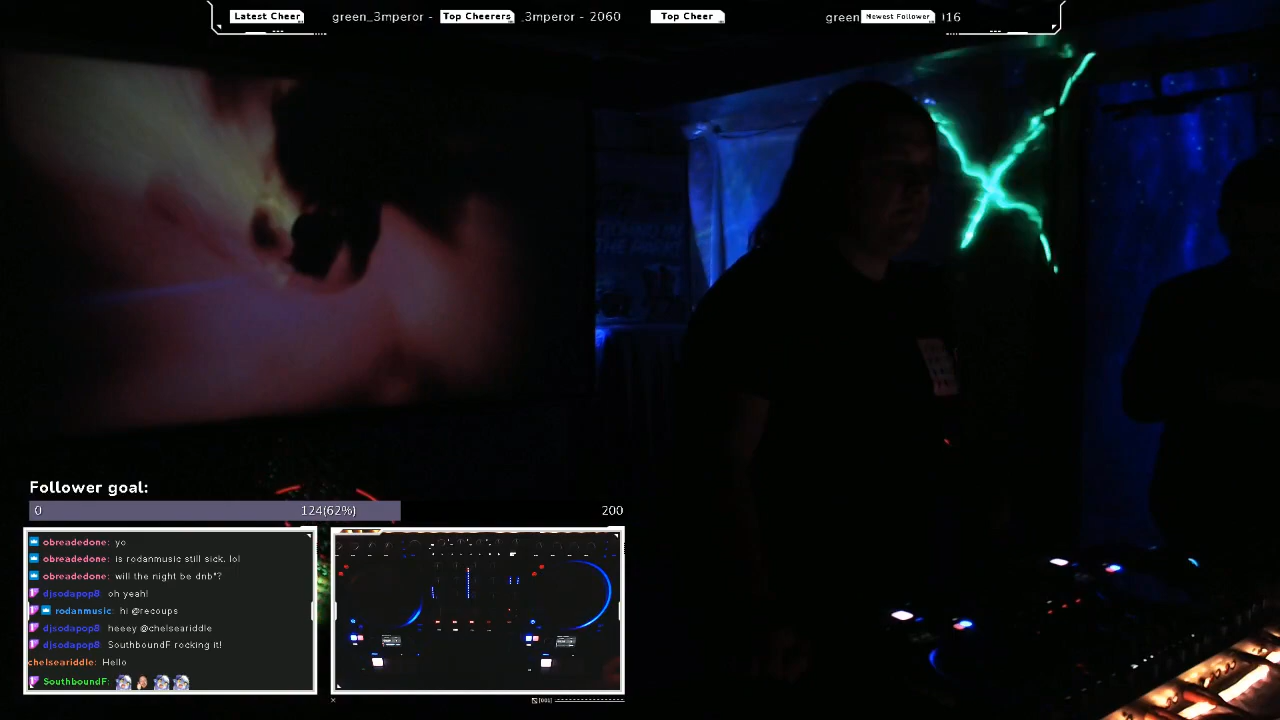 Latest Cheer green_3mperor - Top Cheerers _3mperor - 2060 Top Cheer green Newest Follower 16
Follower goal:
0 124(62%) 200
obreadedone: yo
obreadedone: is rodanmusic still sick. lol
obreadedone: will the night be dnb"?
djsodapop8: oh yeah!
rodanmusic: hi @recoups
djsodapop8: heeey @chelseariddle
djsodapop8: SouthboundF rocking it!
chelseariddle: Hello
SouthboundF: